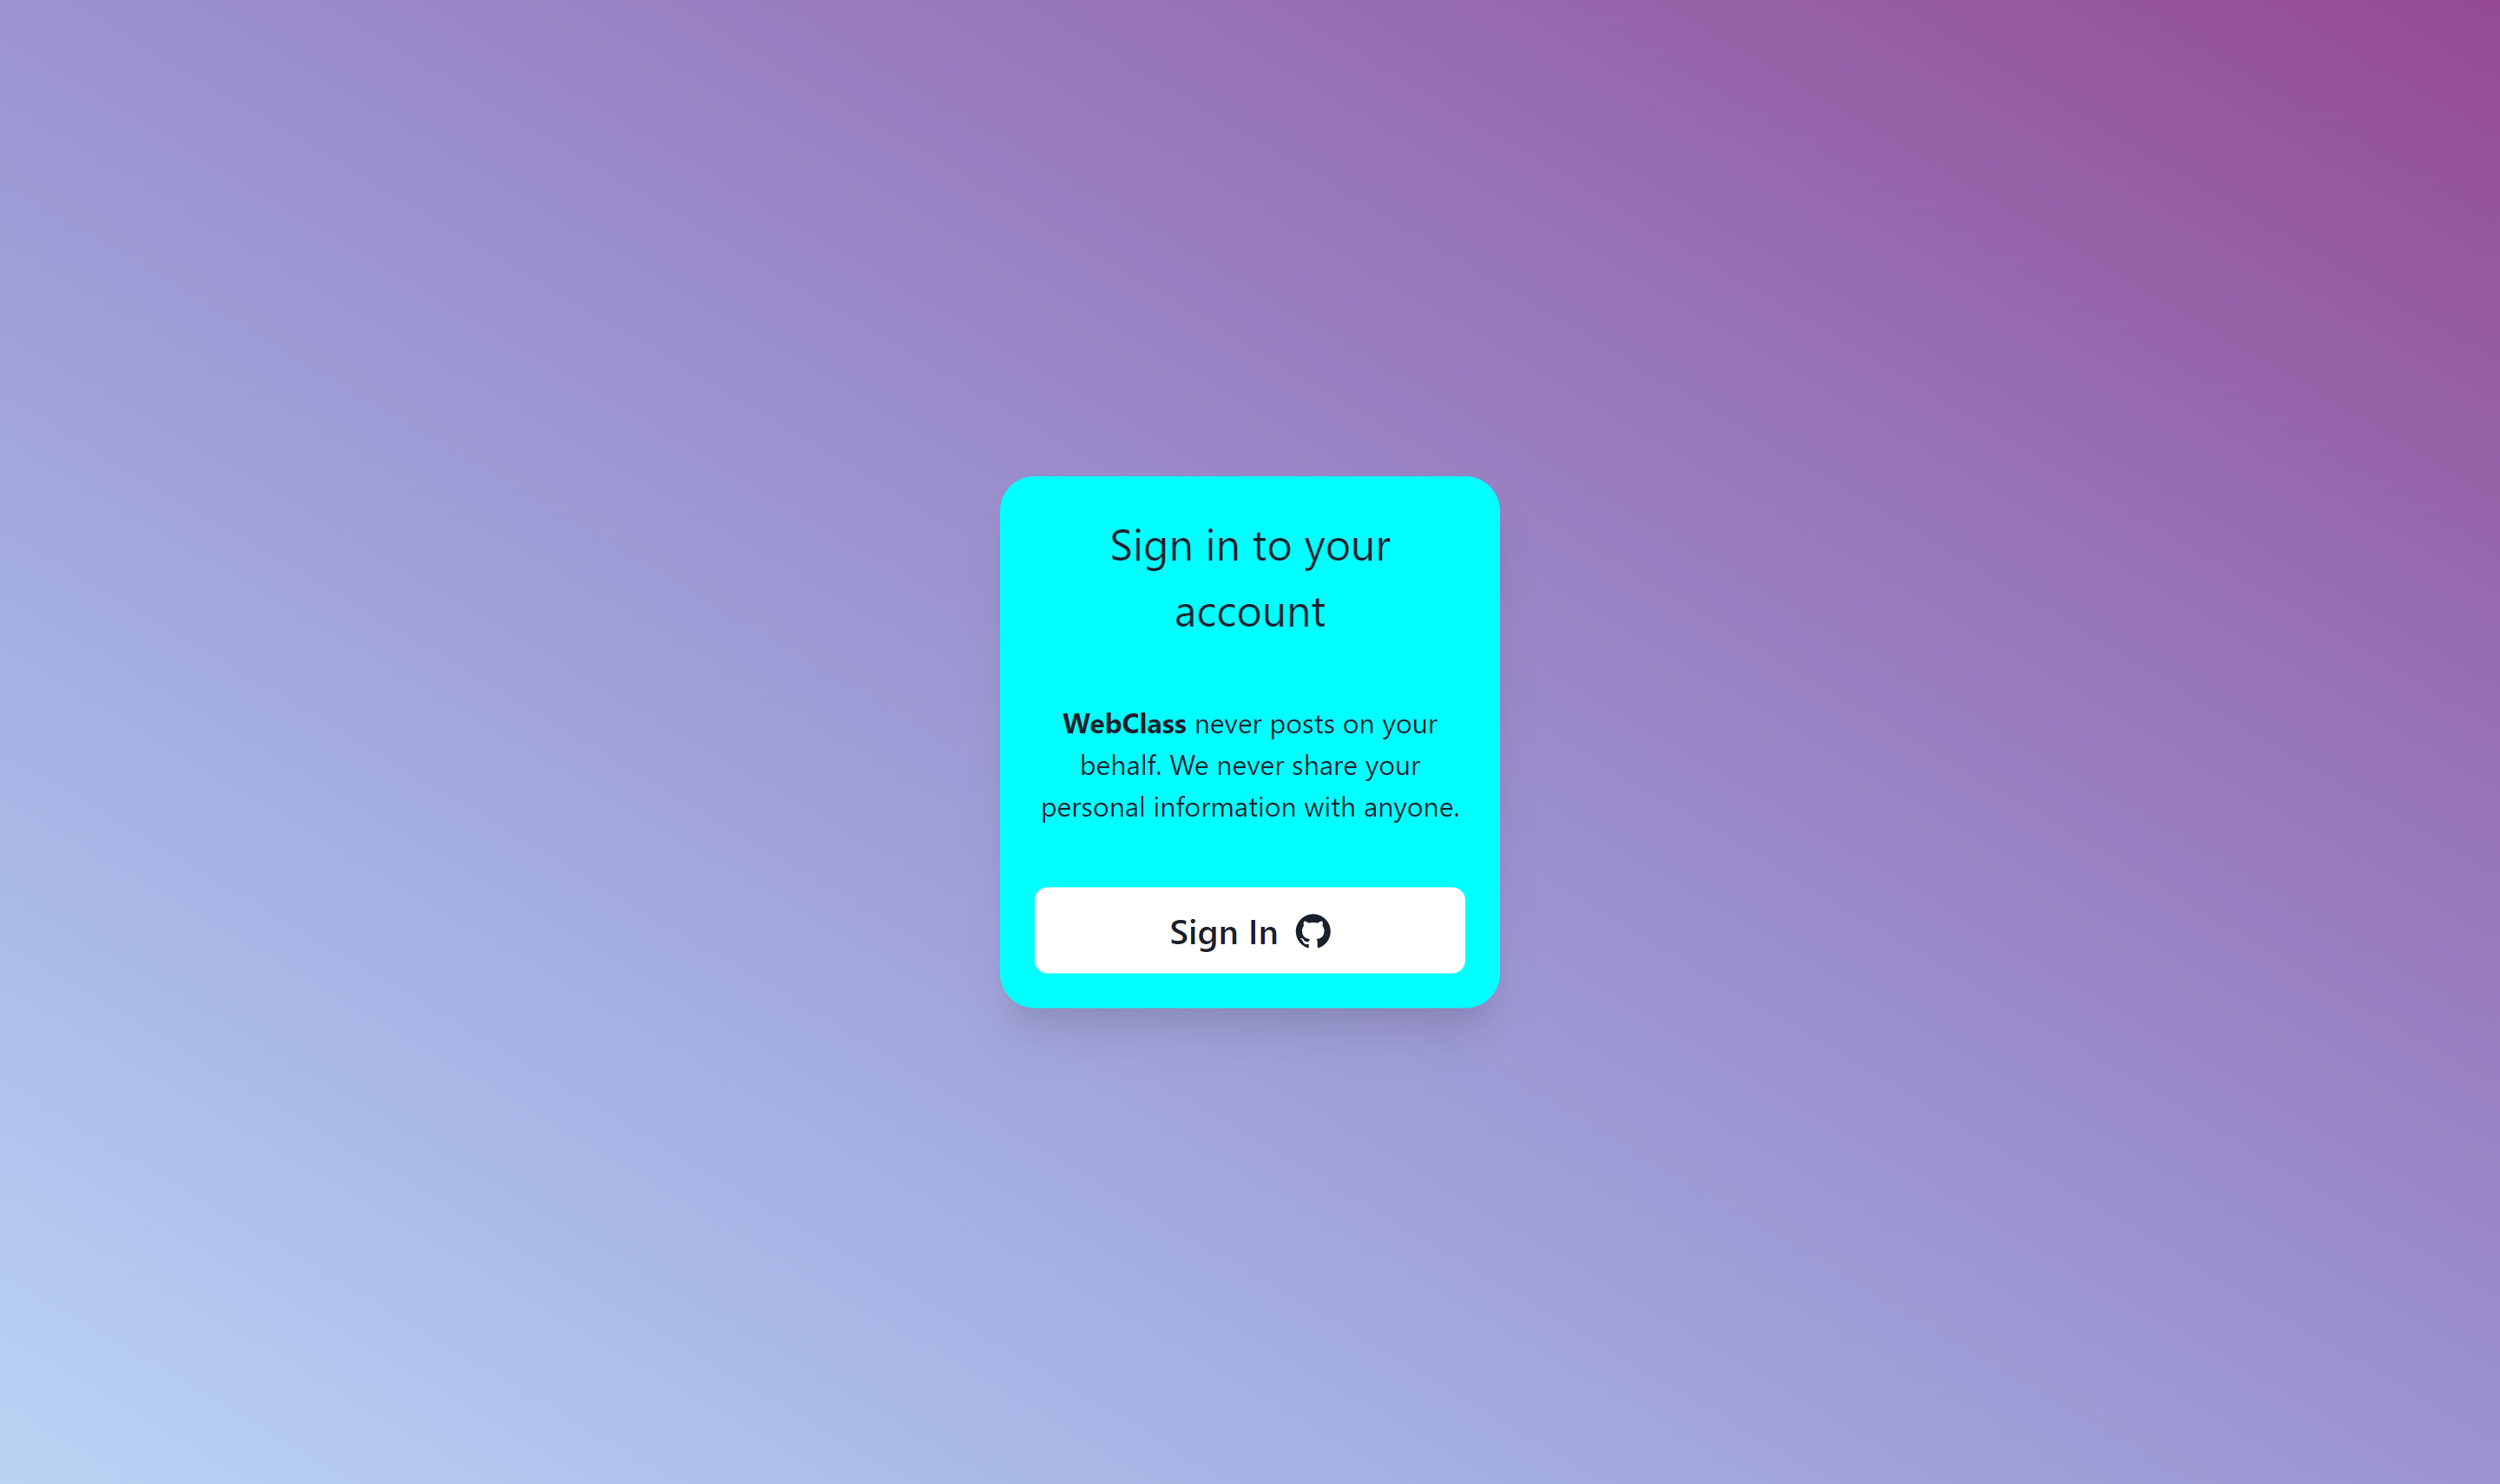 Sign in to your
account
WebClass never posts on your
behalf. We never share your
personal information with anyone.
Sign In